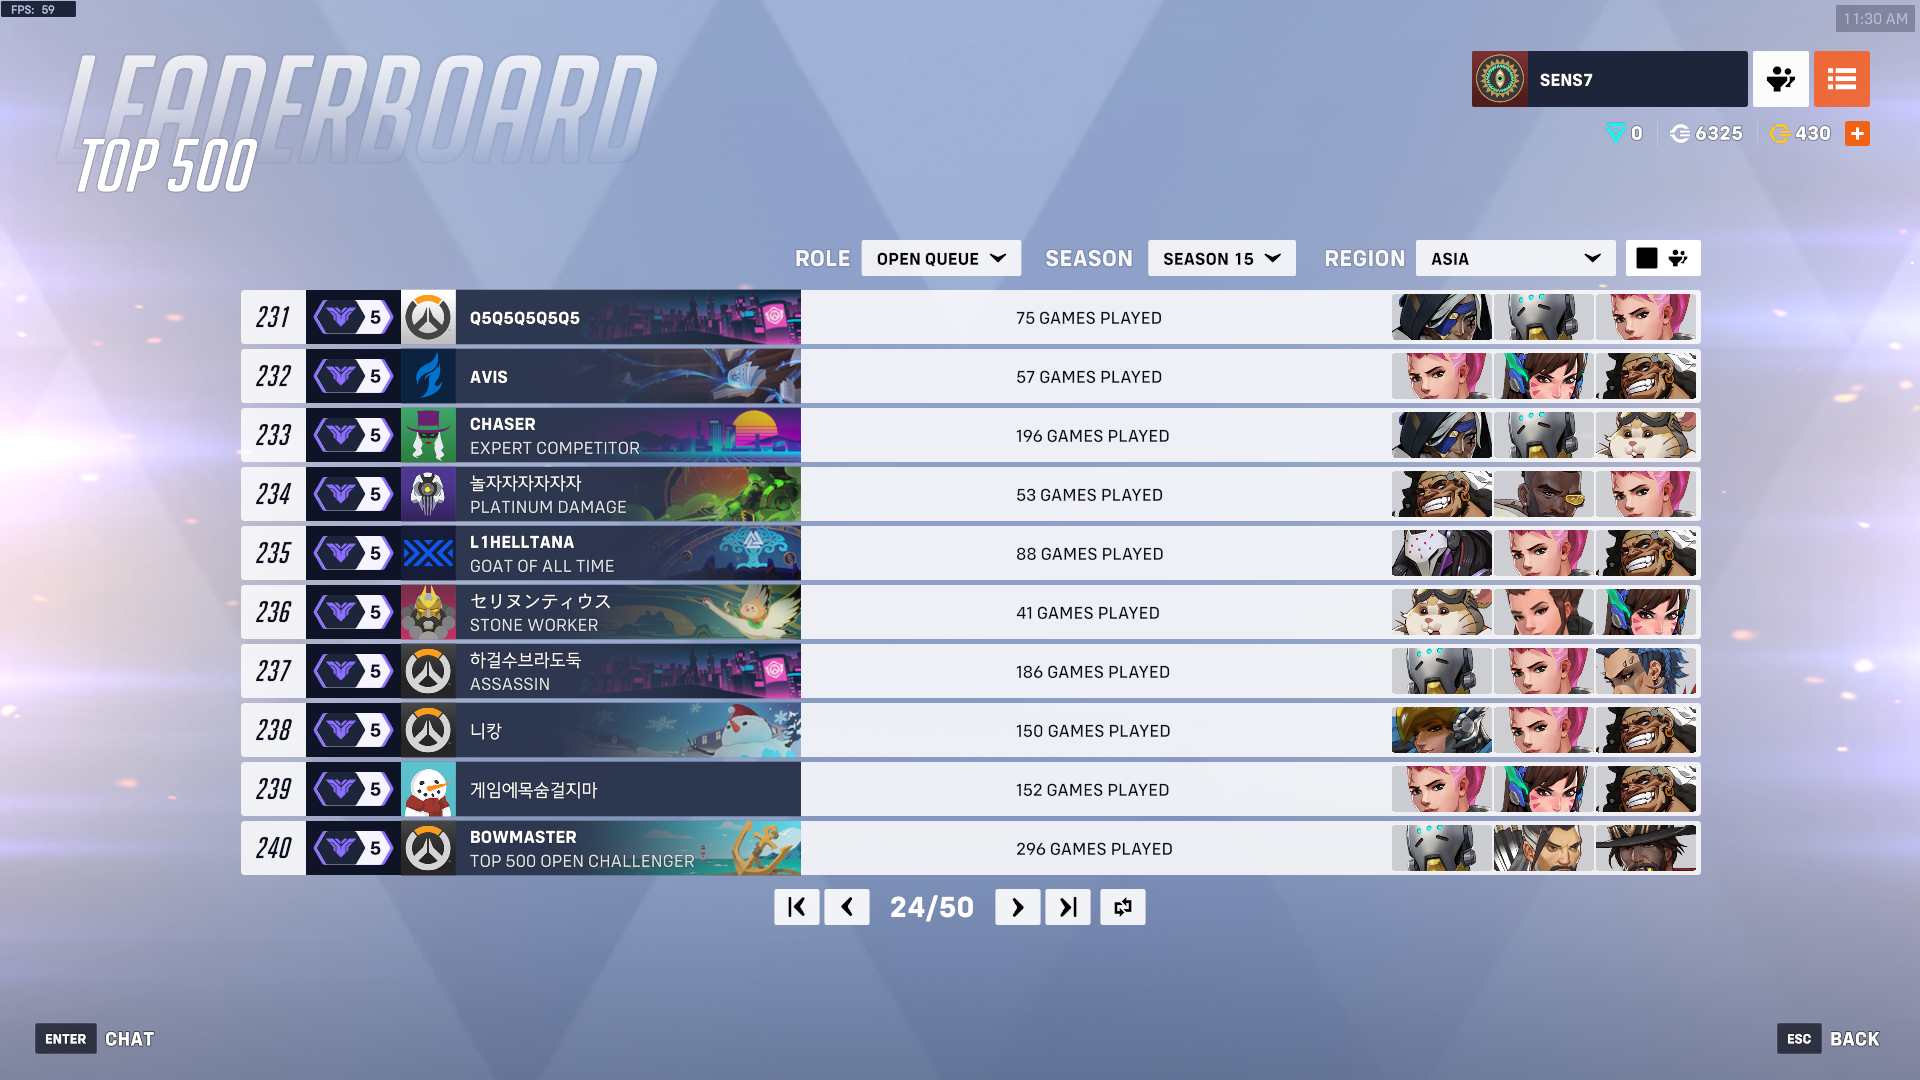 FPS: 59
11:30 AM
LEADERBOARD
TOP 500
SENS7
0 6325 430
ROLE OPEN QUEUE SEASON SEASON 15 REGION ASIA
231 5 Q5Q5Q5Q5Q5 75 GAMES PLAYED
232 5 AVIS 57 GAMES PLAYED
233 5 CHASER 196 GAMES PLAYED
EXPERT COMPETITOR
234 5 놀자자자자자자 53 GAMES PLAYED
PLATINUM DAMAGE
235 5 L1HELLTANA 88 GAMES PLAYED
GOAT OF ALL TIME
236 5 セリヌンティウス 41 GAMES PLAYED
STONE WORKER
237 5 하걸수브라도둑 186 GAMES PLAYED
ASSASSIN
238 5 니캉 150 GAMES PLAYED
239 5 게임에목숨걸지마 152 GAMES PLAYED
240 5 BOWMASTER 296 GAMES PLAYED
TOP 500 OPEN CHALLENGER
24/50
ENTER CHAT
ESC BACK